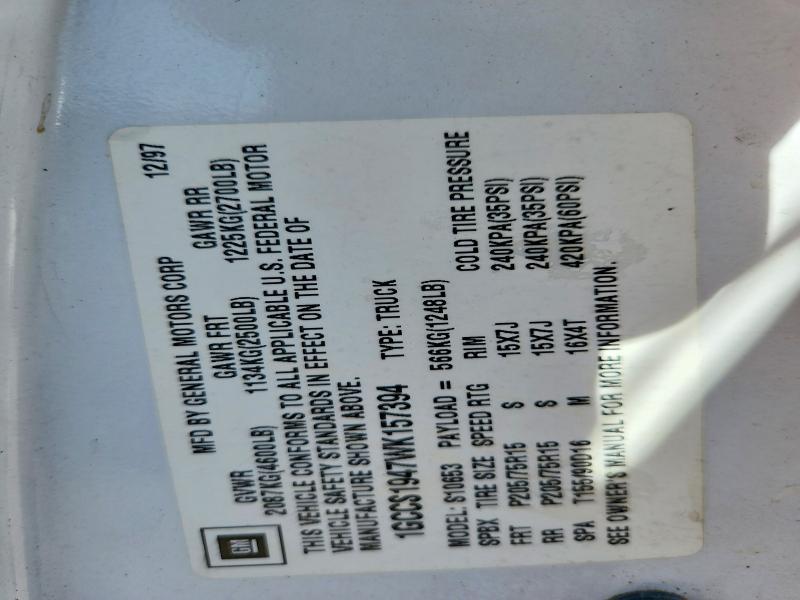 GM
MFD BY GENERAL MOTORS CORP 12/97
GVWR GAWR FRT GAWR RR
2087KG(4600LB) 1134KG(2500LB) 1225KG(2700LB)
THIS VEHICLE CONFORMS TO ALL APPLICABLE U.S. FEDERAL MOTOR
VEHICLE SAFETY STANDARDS IN EFFECT ON THE DATE OF
MANUFACTURE SHOWN ABOVE.
1GCCS1947WK157394 TYPE: TRUCK
MODEL: S10653 PAYLOAD = 566KG(1248LB)
SPBX TIRE SIZE SPEED RTG RIM COLD TIRE PRESSURE
FRT P205/75R15 S 15X7J 240KPA(35PSI)
RR P205/75R15 S 15X7J 240KPA(35PSI)
SPA T155/90D16 M 16X4T 420KPA(60PSI)
SEE OWNER'S MANUAL FOR MORE INFORMATION.